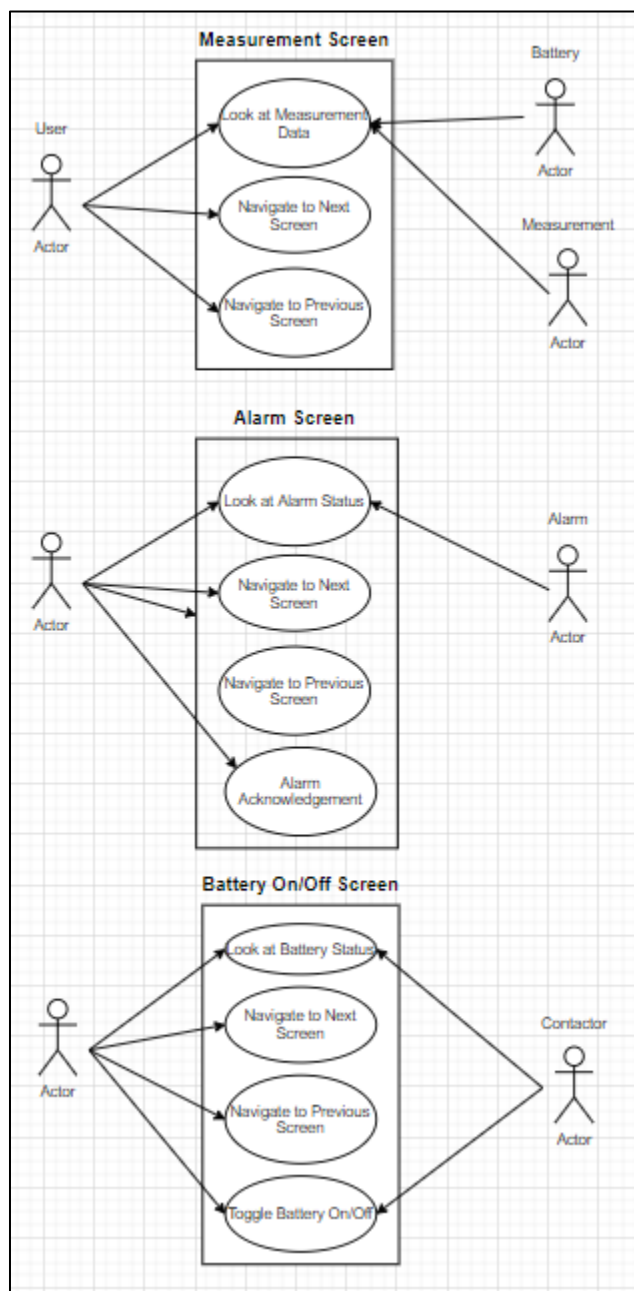 Measurement Screen
Battery
User
Look at Measurement
Data
Actor
Navigate to Next
Screen
Measurement
Actor
Navigate to Previous
Screen
Actor
Alarm Screen
Look at Alarm Status
Alarm
Navigate to Next
Screen
Actor
Actor
Navigate to Previous
Screen
Alarm
Acknowledgement
Battery On/Off Screen
Look at Battery Status
Navigate to Next
Screen
Contactor
Actor
Navigate to Previous
Screen
Actor
Toggle Battery On/Off